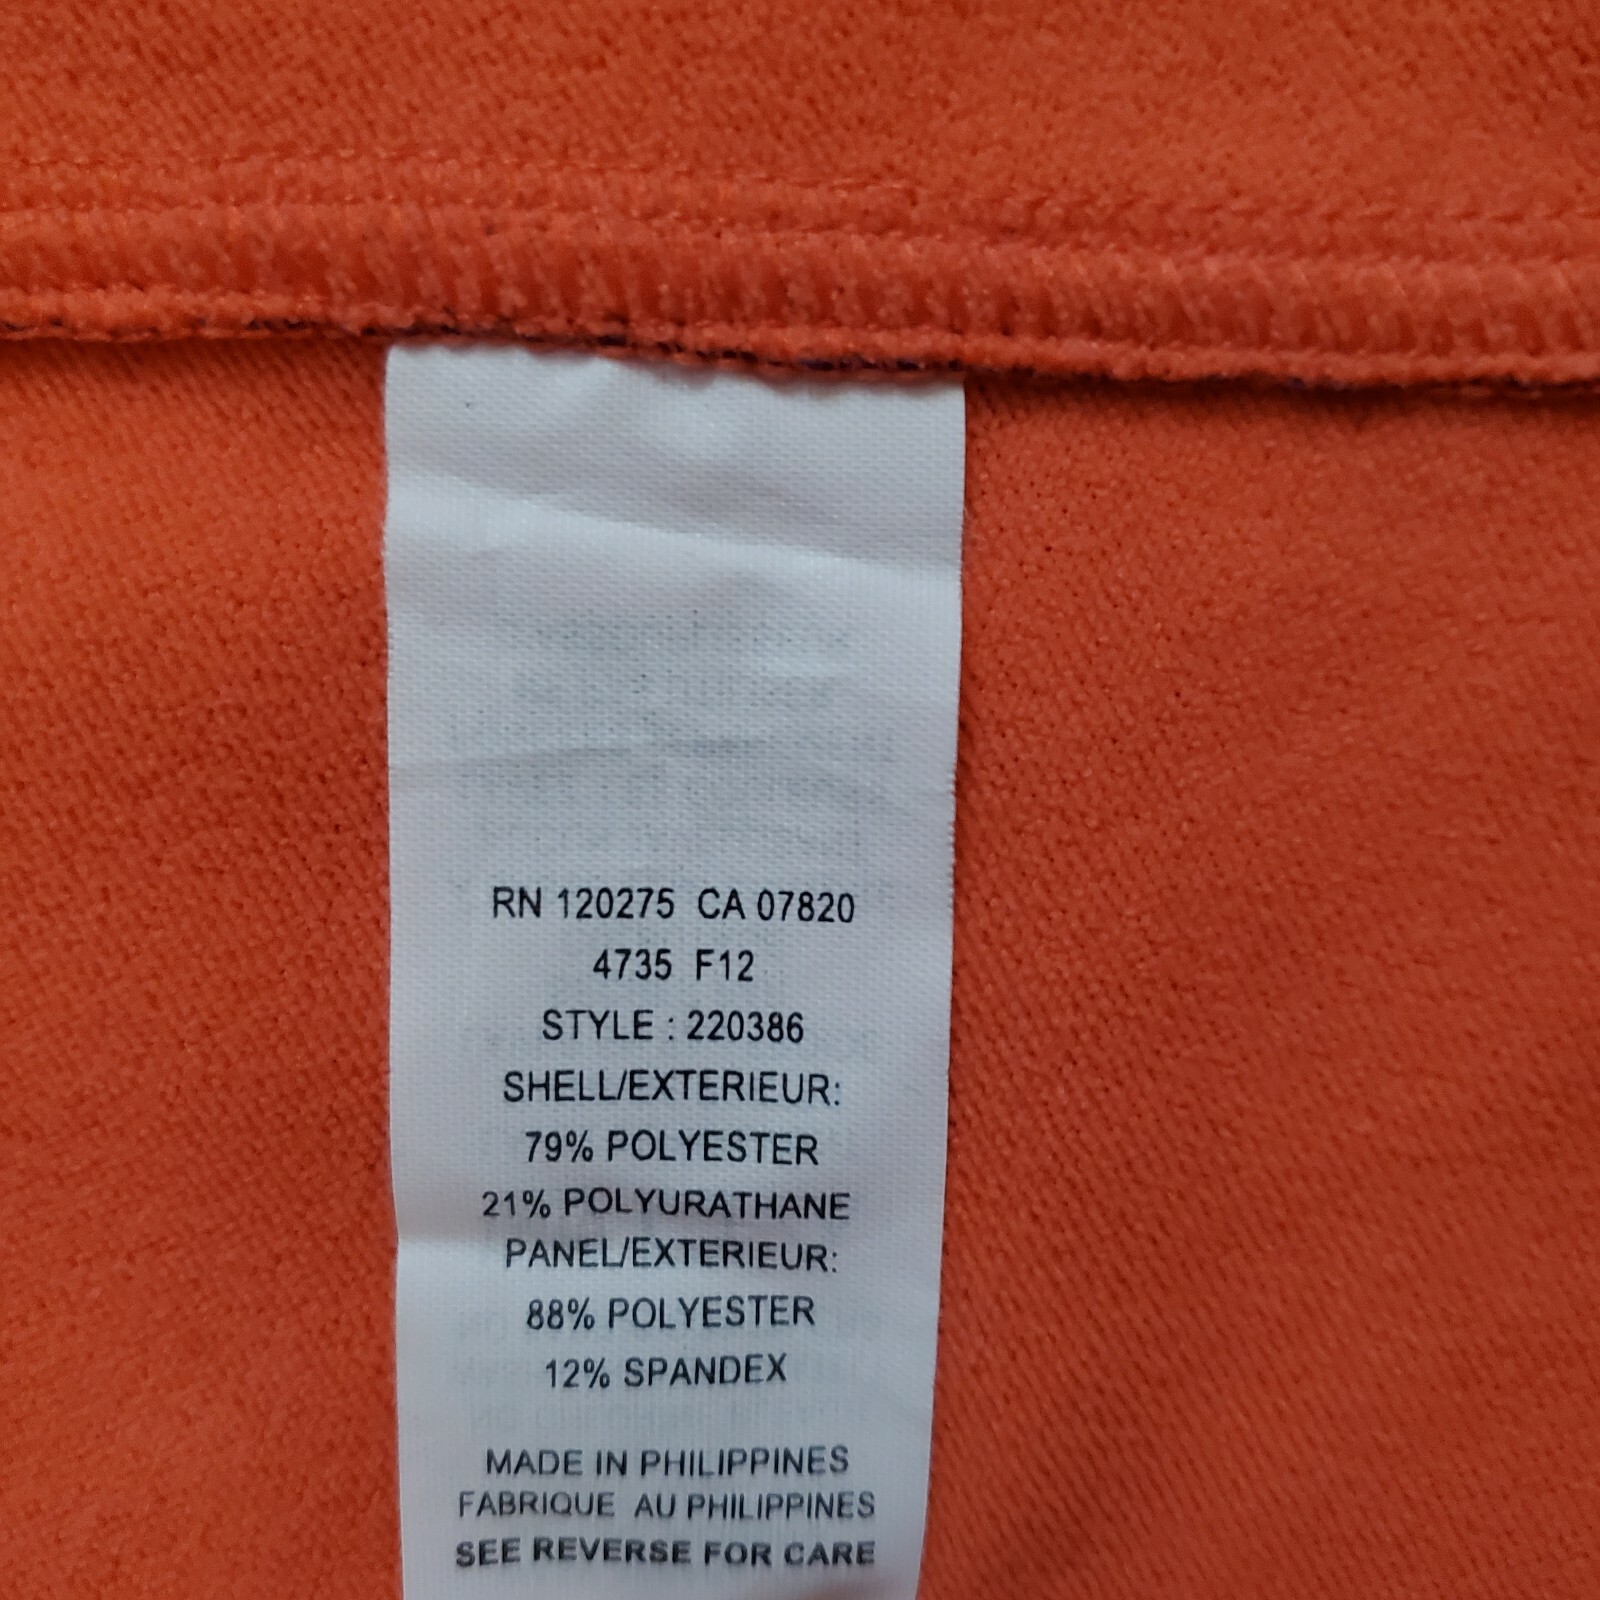 RN 120275 CA 07820
4735 F12
STYLE : 220386
SHELL/EXTERIEUR:
79% POLYESTER
21% POLYURATHANE
PANEL/EXTERIEUR:
88% POLYESTER
12% SPANDEX
MADE IN PHILIPPINES
FABRIQUE AU PHILIPPINES
SEE REVERSE FOR CARE